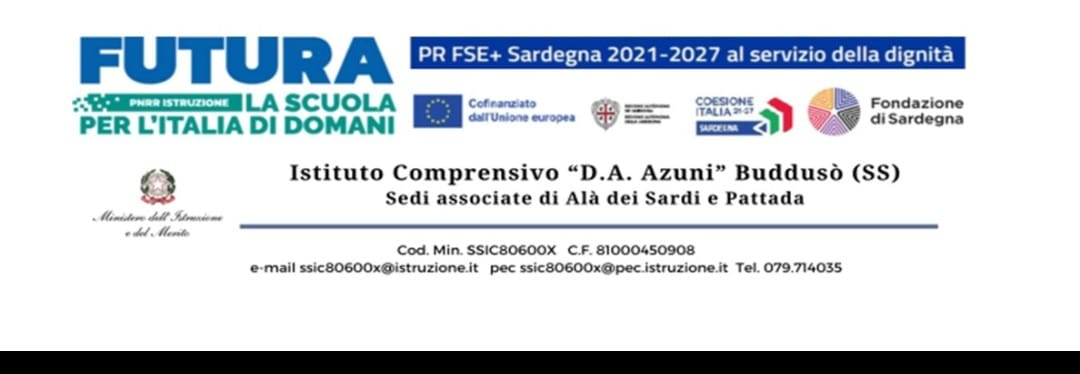 FUTURA
PNRR ISTRUZIONE LA SCUOLA
PER L'ITALIA DI DOMANI
PR FSE+ Sardegna 2021-2027 al servizio della dignità
Cofinanziato
dall'Unione europea
COESIONE
ITALIA 21-27
SARDEGNA
Fondazione
di Sardegna
Ministero dell'Istruzione
e del Merito
Istituto Comprensivo “D.A. Azuni” Buddusò (SS)
Sedi associate di Alà dei Sardi e Pattada
Cod. Min. SSIC80600X C.F. 81000450908
e-mail ssic80600x@istruzione.it pec ssic80600x@pec.istruzione.it Tel. 079.714035